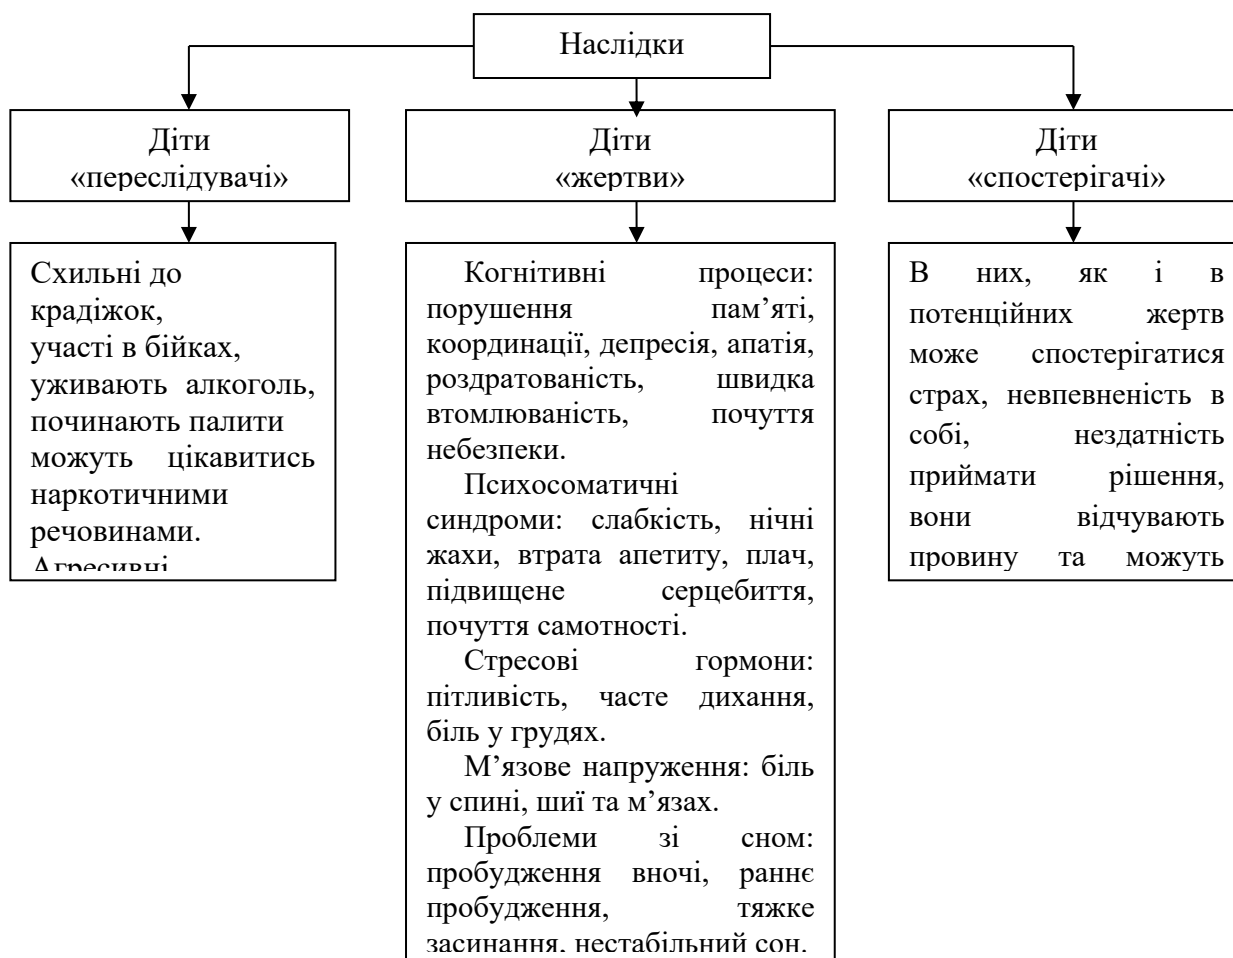 Наслідки
Діти
«переслідувачі»
Діти
«жертви»
Діти
«спостерігачі»
Схильні до
крадіжок,
участі в бійках,
уживають алкоголь,
починають палити
можуть цікавитись
наркотичними
речовинами.
Агресивні
Когнітивні процеси:
порушення пам’яті,
координації, депресія, апатія,
роздратованість, швидка
втомлюваність, почуття
небезпеки.
Психосоматичні
синдроми: слабкість, нічні
жахи, втрата апетиту, плач,
підвищене серцебиття,
почуття самотності.
Стресові гормони:
пітливість, часте дихання,
біль у грудях.
М’язове напруження: біль
у спині, шиї та м’язах.
Проблеми зі сном:
пробудження вночі, раннє
пробудження, тяжке
засинання, нестабільний сон.
В них, як і в
потенційних жертв
може спостерігатися
страх, невпевненість в
собі, нездатність
приймати рішення,
вони відчувають
провину та можуть